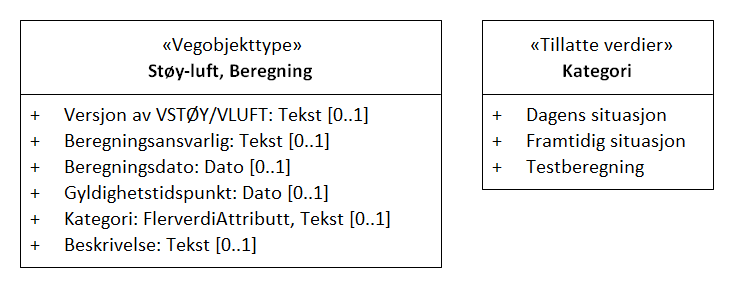 «Vegobjekttype»
Støy-luft, Beregning
+ Versjon av VSTØY/VLUFT: Tekst [0..1]
+ Beregningsansvarlig: Tekst [0..1]
+ Beregningsdato: Dato [0..1]
+ Gyldighetstidspunkt: Dato [0..1]
+ Kategori: FlerverdiAttributt, Tekst [0..1]
+ Beskrivelse: Tekst [0..1]
«Tillatte verdier»
Kategori
+ Dagens situasjon
+ Framtidig situasjon
+ Testberegning